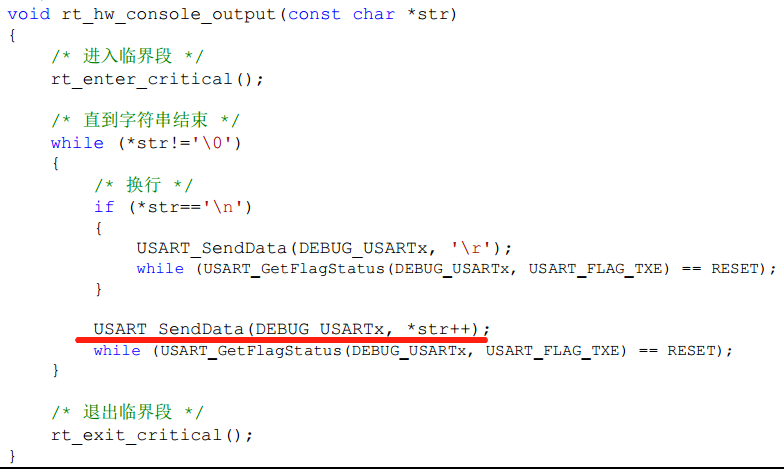 void rt_hw_console_output(const char *str)
{
    /* 进入临界段 */
    rt_enter_critical();

    /* 直到字符串结束 */
    while (*str!='\0')
    {
        /* 换行 */
        if (*str=='\n')
        {
            USART_SendData(DEBUG_USARTx, '\r');
            while (USART_GetFlagStatus(DEBUG_USARTx, USART_FLAG_TXE) == RESET);
        }

        USART_SendData(DEBUG_USARTx, *str++);
        while (USART_GetFlagStatus(DEBUG_USARTx, USART_FLAG_TXE) == RESET);
    }

    /* 退出临界段 */
    rt_exit_critical();
}